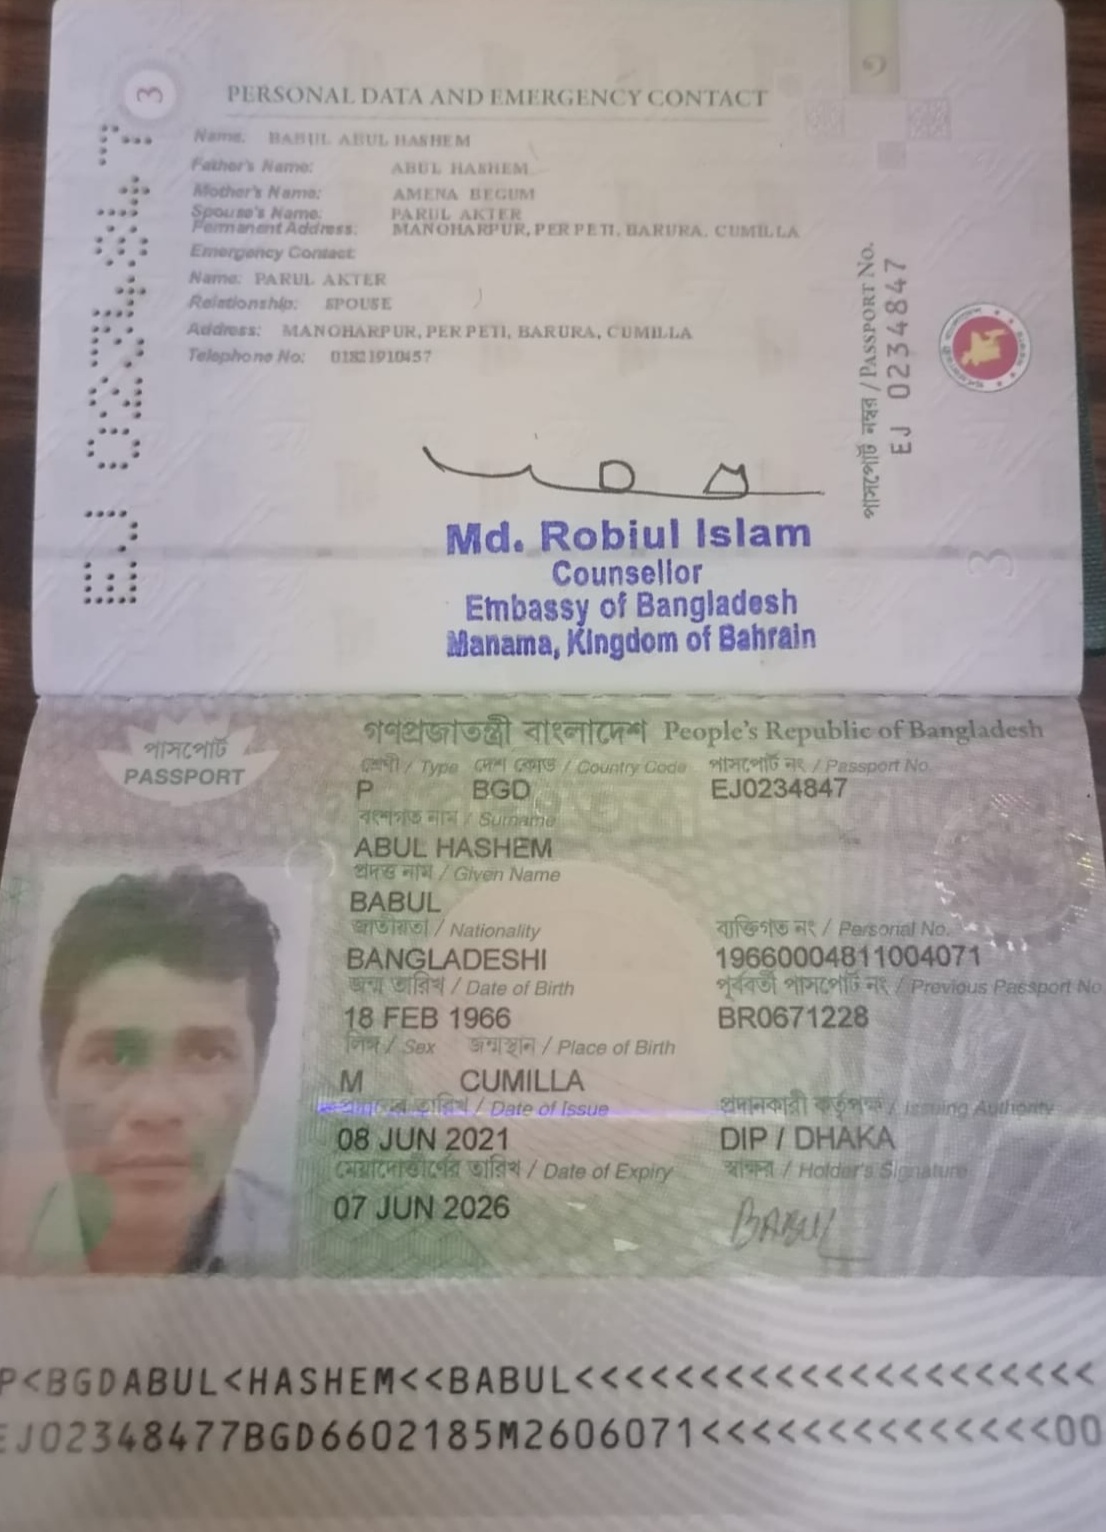 3
PERSONAL DATA AND EMERGENCY CONTACT
Name: BABUL ABUL HASHEM
Father's Name: ABUL HASHEM
Mother's Name: AMENA BEGUM
Spouse's Name: PARUL AKTER
Permanent Address: MANOHARPUR, PER PETI, BARURA, CUMILLA
Emergency Contact:
Name: PARUL AKTER
Relationship: SPOUSE
Address: MANOHARPUR, PER PETI, BARURA, CUMILLA
Telephone No: 01821910457
EJ 0234847
পাসপোর্ট নম্বর / PASSPORT No.
EJ 0234847
Md. Robiul Islam
Counsellor
Embassy of Bangladesh
Manama, Kingdom of Bahrain
3
গণপ্রজাতন্ত্রী বাংলাদেশ People's Republic of Bangladesh
পাসপোর্ট
PASSPORT
শ্রেণী / Type দেশ কোড / Country Code পাসপোর্ট নং / Passport No.
P BGD EJ0234847
বংশগত নাম / Surname
ABUL HASHEM
প্রদত্ত নাম / Given Name
BABUL
জাতীয়তা / Nationality ব্যক্তিগত নং / Personal No.
BANGLADESHI 19660004811004071
জন্ম তারিখ / Date of Birth পূর্ববর্তী পাসপোর্ট নং / Previous Passport No
18 FEB 1966 BR0671228
লিঙ্গ / Sex জন্মস্থান / Place of Birth
M CUMILLA
প্রদানের তারিখ / Date of Issue প্রদানকারী কর্তৃপক্ষ / Issuing Authority
08 JUN 2021 DIP / DHAKA
মেয়াদোত্তীর্ণের তারিখ / Date of Expiry স্বাক্ষর / Holder's Signature
07 JUN 2026 BABUL
P<BGDABUL<HASHEM<<BABUL<<<<<<<<<<<<<<<<<<<<<
EJ02348477BGD6602185M2606071<<<<<<<<<<<<<<00